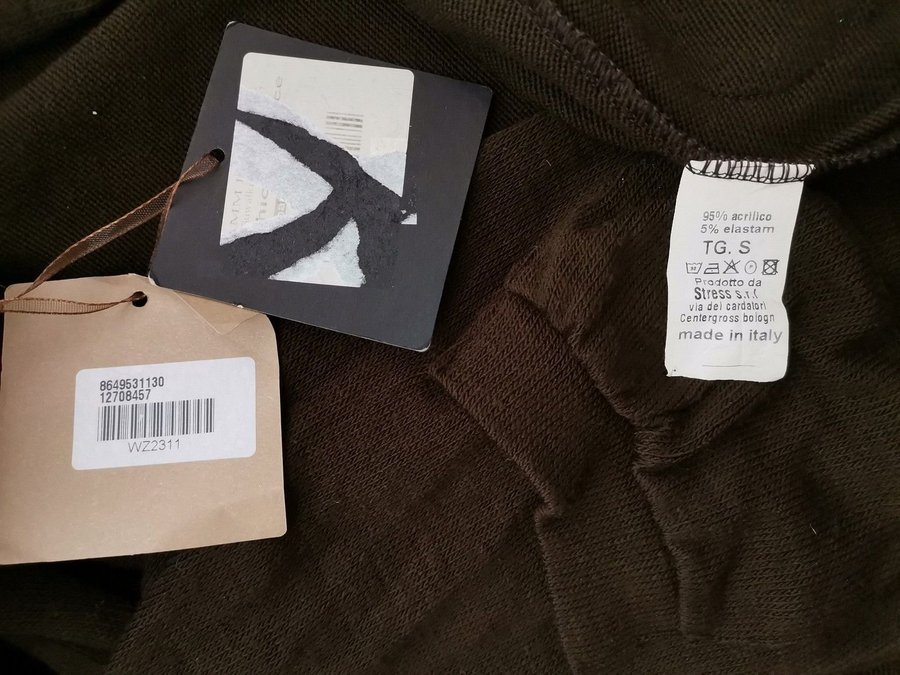 8649531130
12708457
WZ2311
95% acrilico
5% elastam
TG. S
Prodotto da
Stress s.r.l
via dei cardatori
Centergross bologn
made in italy